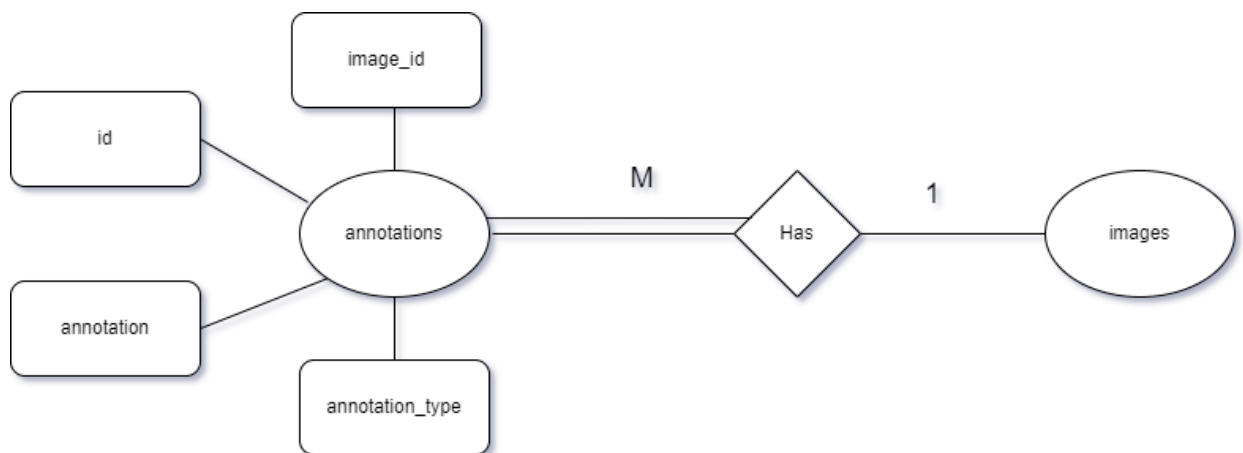 image_id
id
M
1
annotations
Has
images
annotation
annotation_type